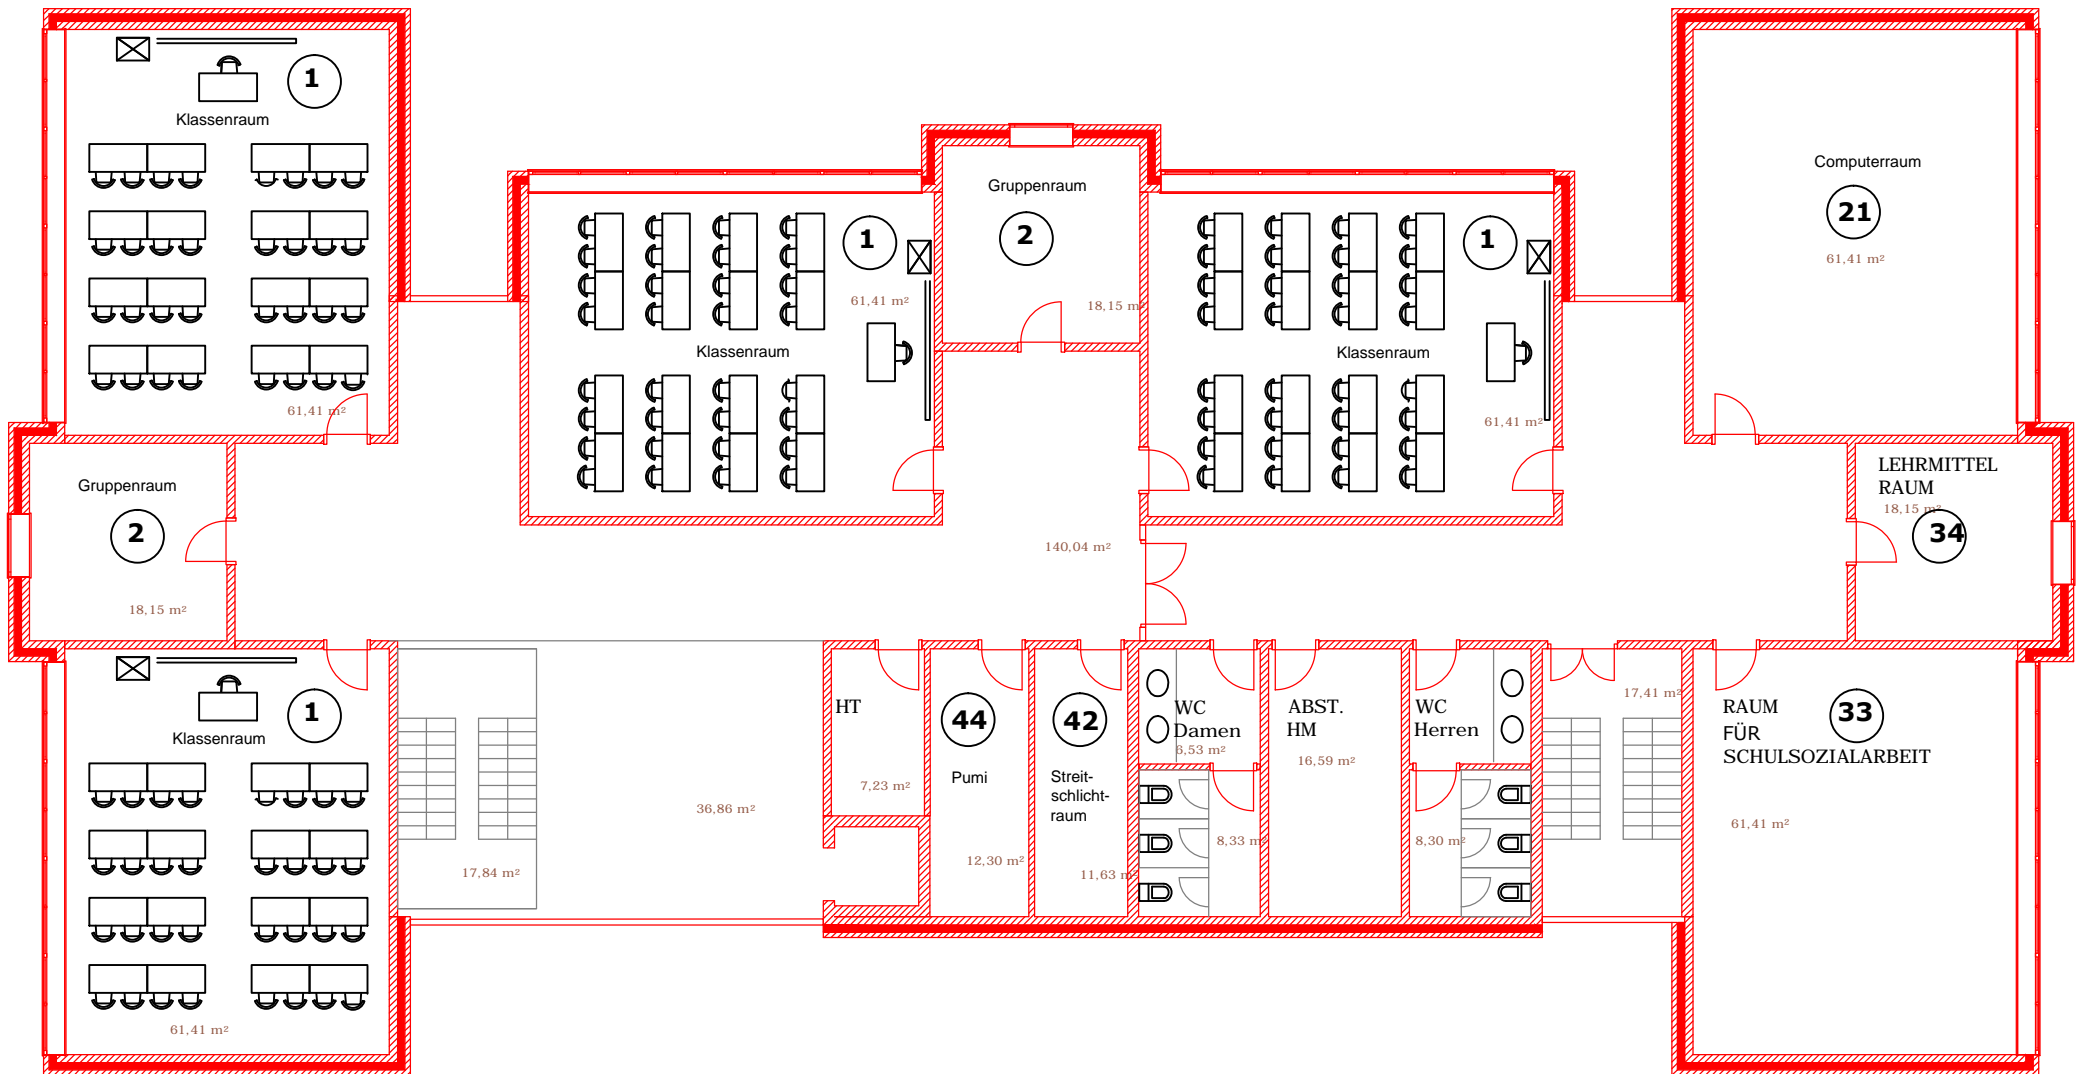 1
Klassenraum
61,41 m²
Gruppenraum
2
18,15 m²
1
Klassenraum
61,41 m²
1
61,41 m²
Klassenraum
Gruppenraum
2
18,15 m²
1
Klassenraum
61,41 m²
Computerraum
21
61,41 m²
LEHRMITTEL
RAUM
18,15 m²
34
140,04 m²
17,84 m²
36,86 m²
HT
7,23 m²
44
Pumi
12,30 m²
42
Streit-
schlicht-
raum
11,63 m²
WC
Damen
6,53 m²
8,33 m²
ABST.
HM
16,59 m²
WC
Herren
8,30 m²
17,41 m²
RAUM
FÜR
SCHULSOZIALARBEIT
33
61,41 m²